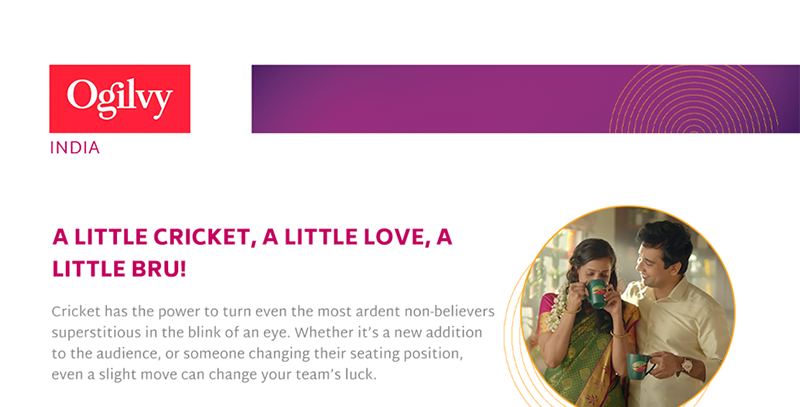 Ogilvy
INDIA
A LITTLE CRICKET, A LITTLE LOVE, A
LITTLE BRU!
Cricket has the power to turn even the most ardent non-believers
superstitious in the blink of an eye. Whether it's a new addition
to the audience, or someone changing their seating position,
even a slight move can change your team's luck.